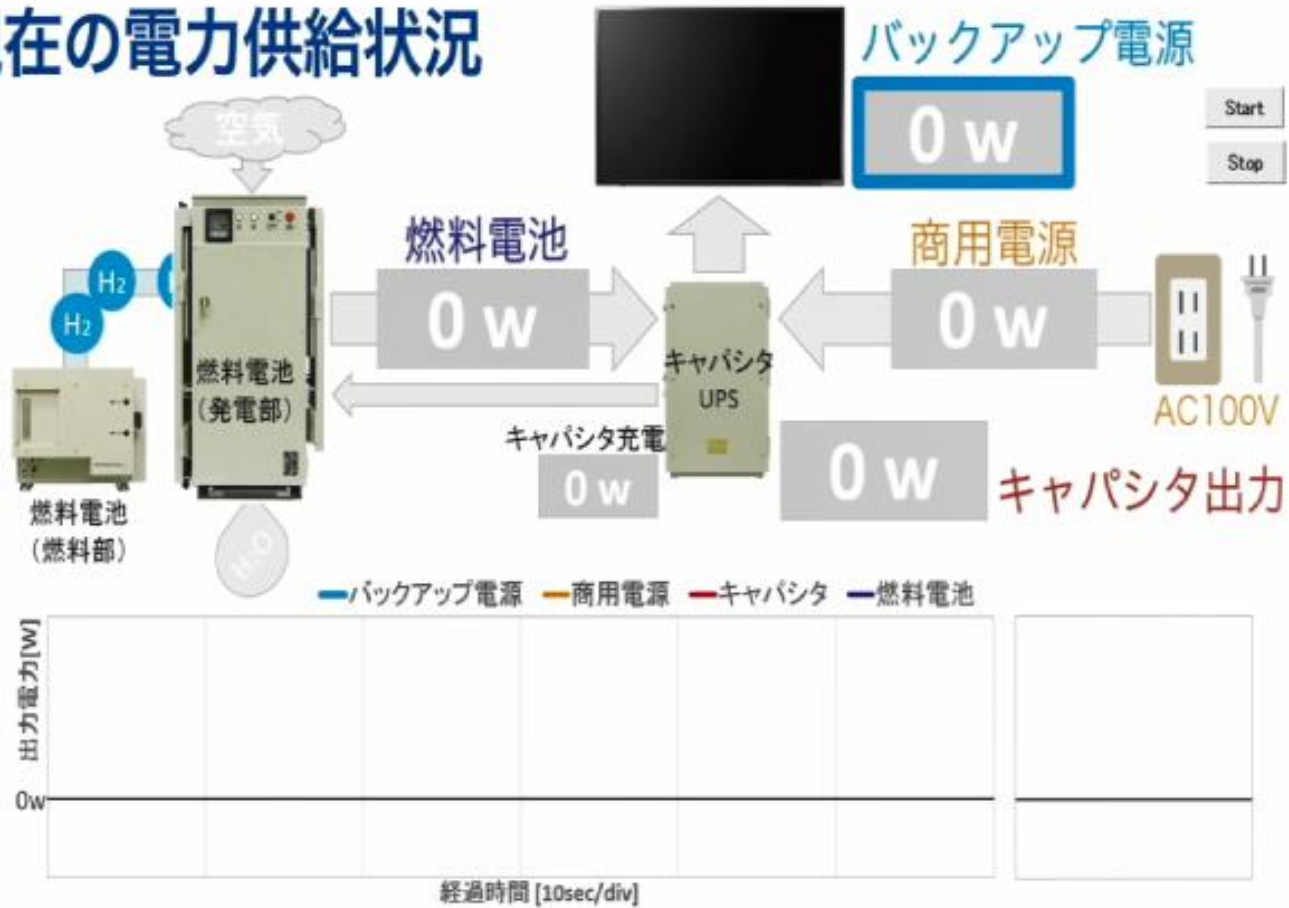 在の電力供給状況
バックアップ電源
0 w
Start
Stop
空気
燃料電池
0 w
商用電源
0 w
H2
H2
燃料電池
(発電部)
キャパシタ
UPS
AC100V
キャパシタ充電
0 w
0 w
キャパシタ出力
燃料電池
(燃料部)
H2O
バックアップ電源 商用電源 キャパシタ 燃料電池
出力電力[W]
0w
経過時間 [10sec/div]